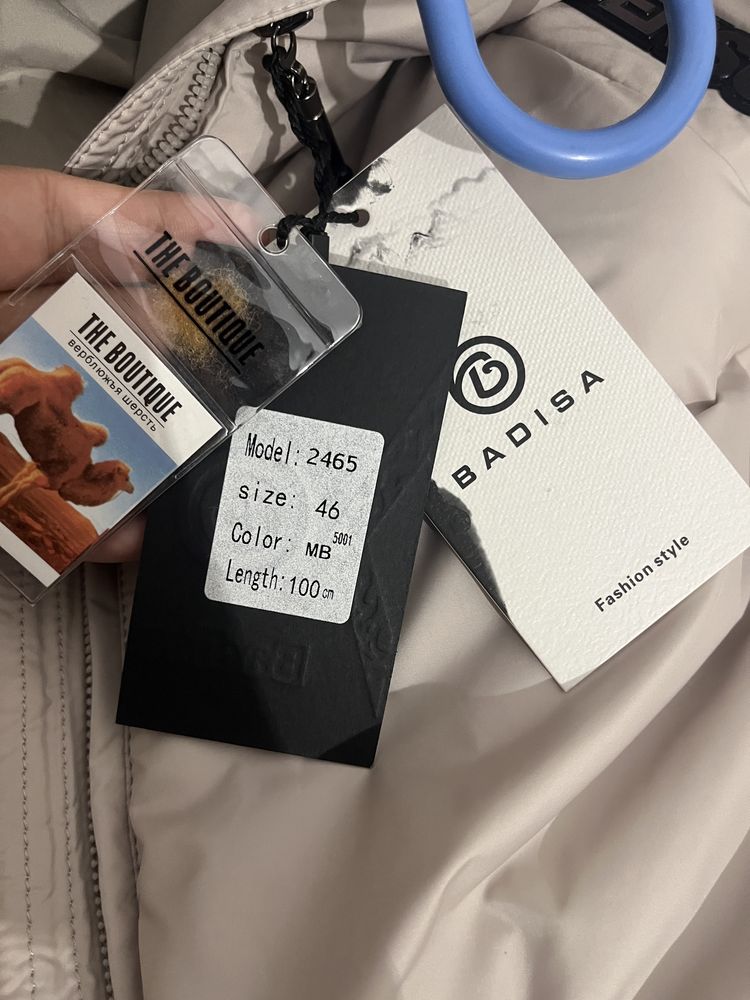 THE BOUTIQUE
THE BOUTIQUE
верблюжья шерсть
Model: 2465
size: 46
Color: MB 5001
Length: 100cm
BADISA
Fashion style